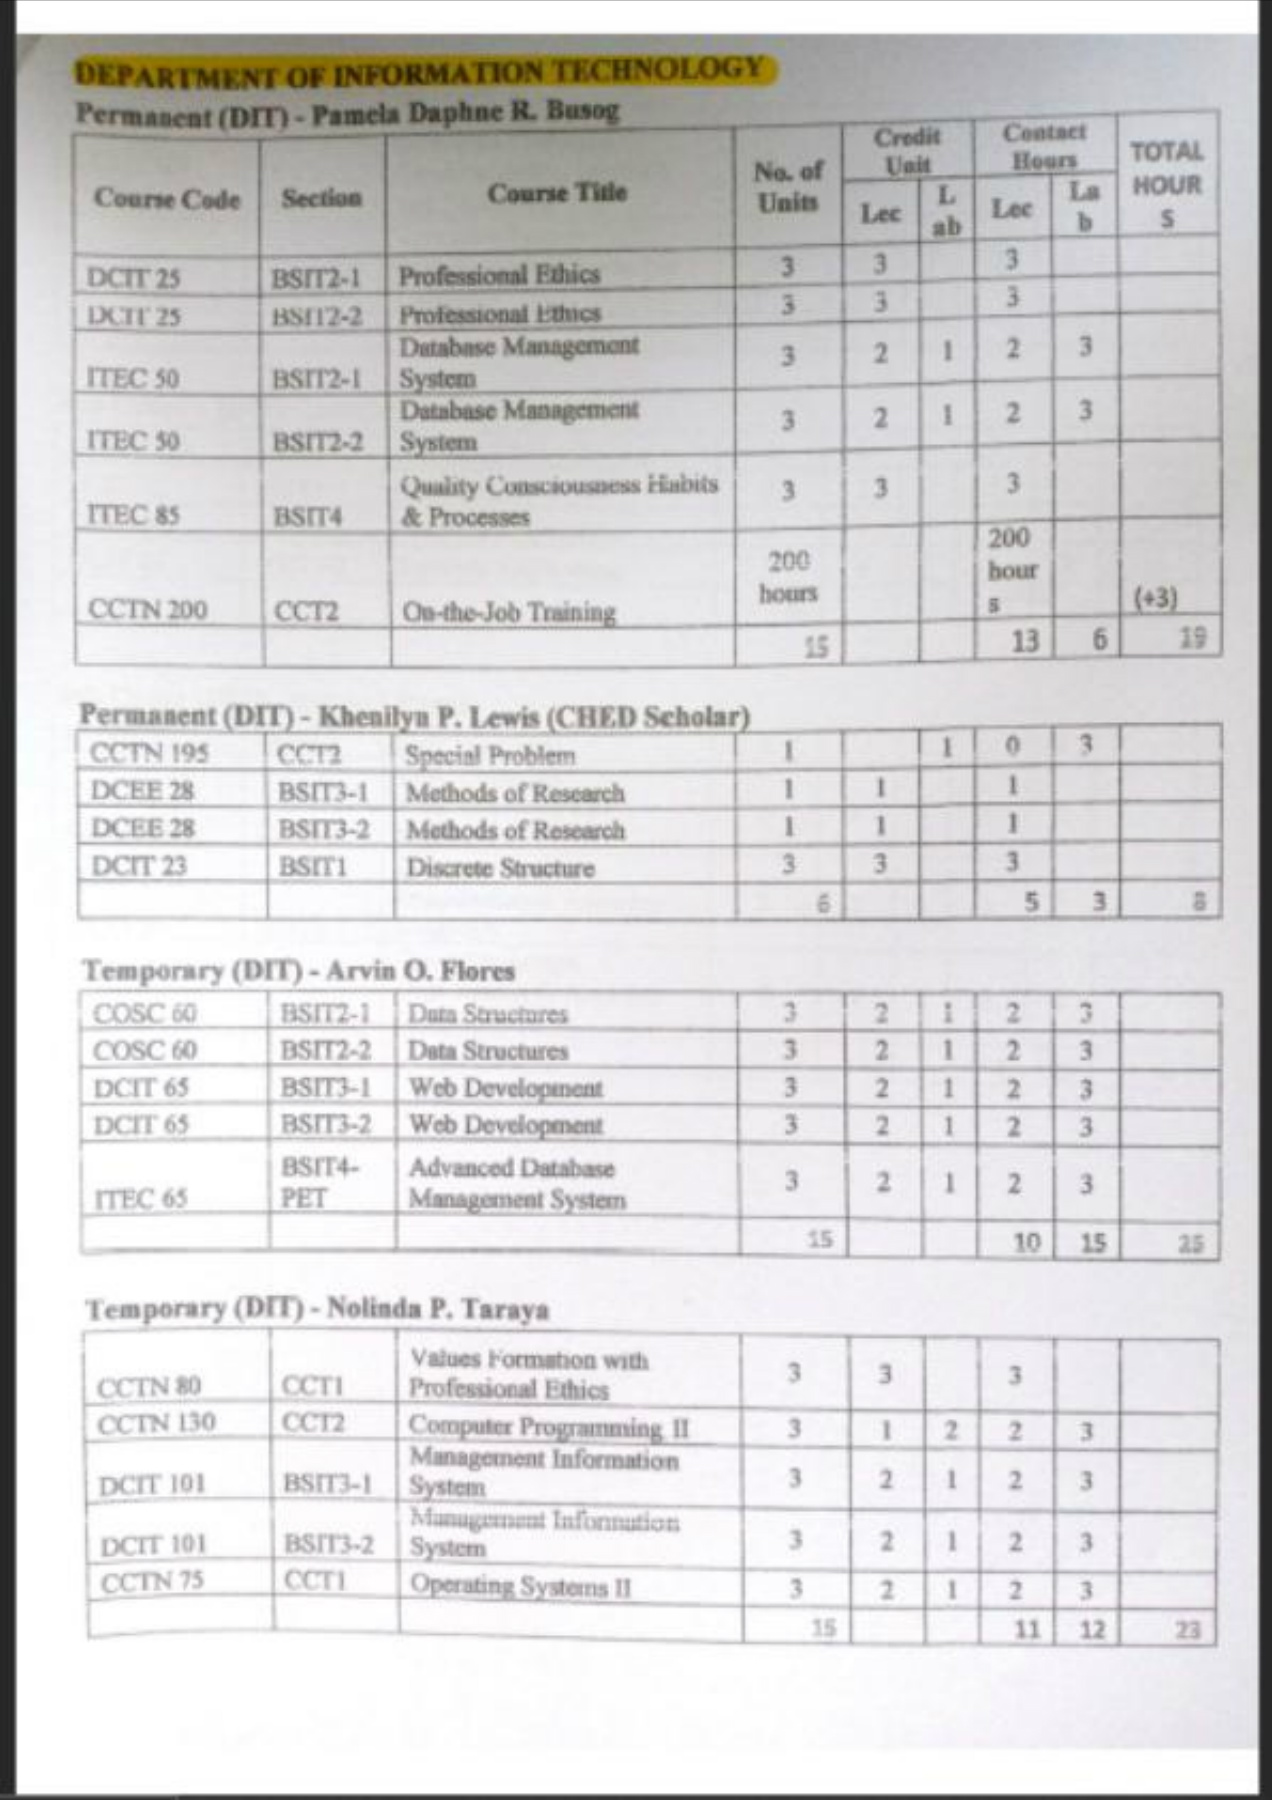 DEPARTMENT OF INFORMATION TECHNOLOGY
Permanent (DIT) - Pamela Daphne R. Busog
Course Code Section Course Title No. of Units Credit Unit Lec L ab Contact Hours Lec La b TOTAL HOUR S
DCIT 25 BSIT2-1 Professional Ethics 3 3 3
DCIT 25 BSIT2-2 Professional Ethics 3 3 3
ITEC 50 BSIT2-1 Database Management System 3 2 1 2 3
ITEC 50 BSIT2-2 Database Management System 3 2 1 2 3
ITEC 85 BSIT4 Quality Consciousness Habits & Processes 3 3 3
CCTN 200 CCT2 On-the-Job Training 200 hours 200 hour s (+3)
15 13 6 19
Permanent (DIT) - Khenilyn P. Lewis (CHED Scholar)
CCTN 195 CCT2 Special Problem 1 1 0 3
DCEE 28 BSIT3-1 Methods of Research 1 1 1
DCEE 28 BSIT3-2 Methods of Research 1 1 1
DCIT 23 BSIT1 Discrete Structure 3 3 3
6 5 3 8
Temporary (DIT) - Arvin O. Flores
COSC 60 BSIT2-1 Data Structures 3 2 1 2 3
COSC 60 BSIT2-2 Data Structures 3 2 1 2 3
DCIT 65 BSIT3-1 Web Development 3 2 1 2 3
DCIT 65 BSIT3-2 Web Development 3 2 1 2 3
ITEC 65 BSIT4-PET Advanced Database Management System 3 2 1 2 3
15 10 15 25
Temporary (DIT) - Nolinda P. Taraya
CCTN 80 CCT1 Values Formation with Professional Ethics 3 3 3
CCTN 130 CCT2 Computer Programming II 3 1 2 2 3
DCIT 101 BSIT3-1 Management Information System 3 2 1 2 3
DCIT 101 BSIT3-2 Management Information System 3 2 1 2 3
CCTN 75 CCT1 Operating Systems II 3 2 1 2 3
15 11 12 23